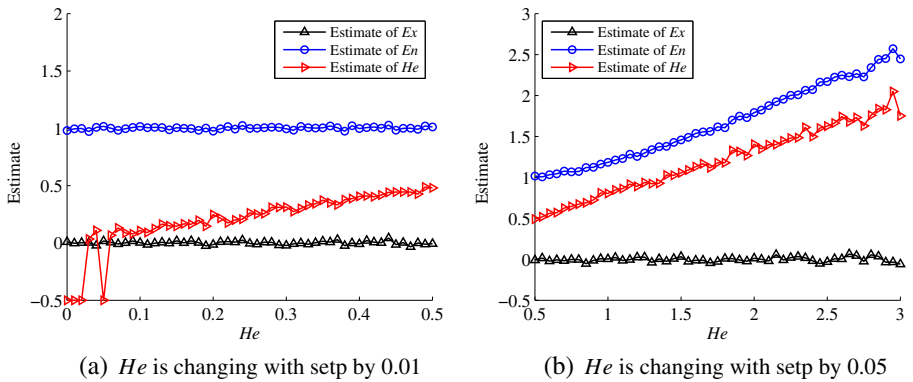 2
1
0.5
0
−0.5
Estimate
0
0.1
0.2
0.3
0.4
0.5
He
Estimate of Ex
Estimate of En
Estimate of He
(a) He is changing with setp by 0.01
3
2.5
2
1.5
1
0.5
0
−0.5
Estimate
0.5
1
1.5
2
2.5
3
He
Estimate of Ex
Estimate of En
Estimate of He
(b) He is changing with setp by 0.05